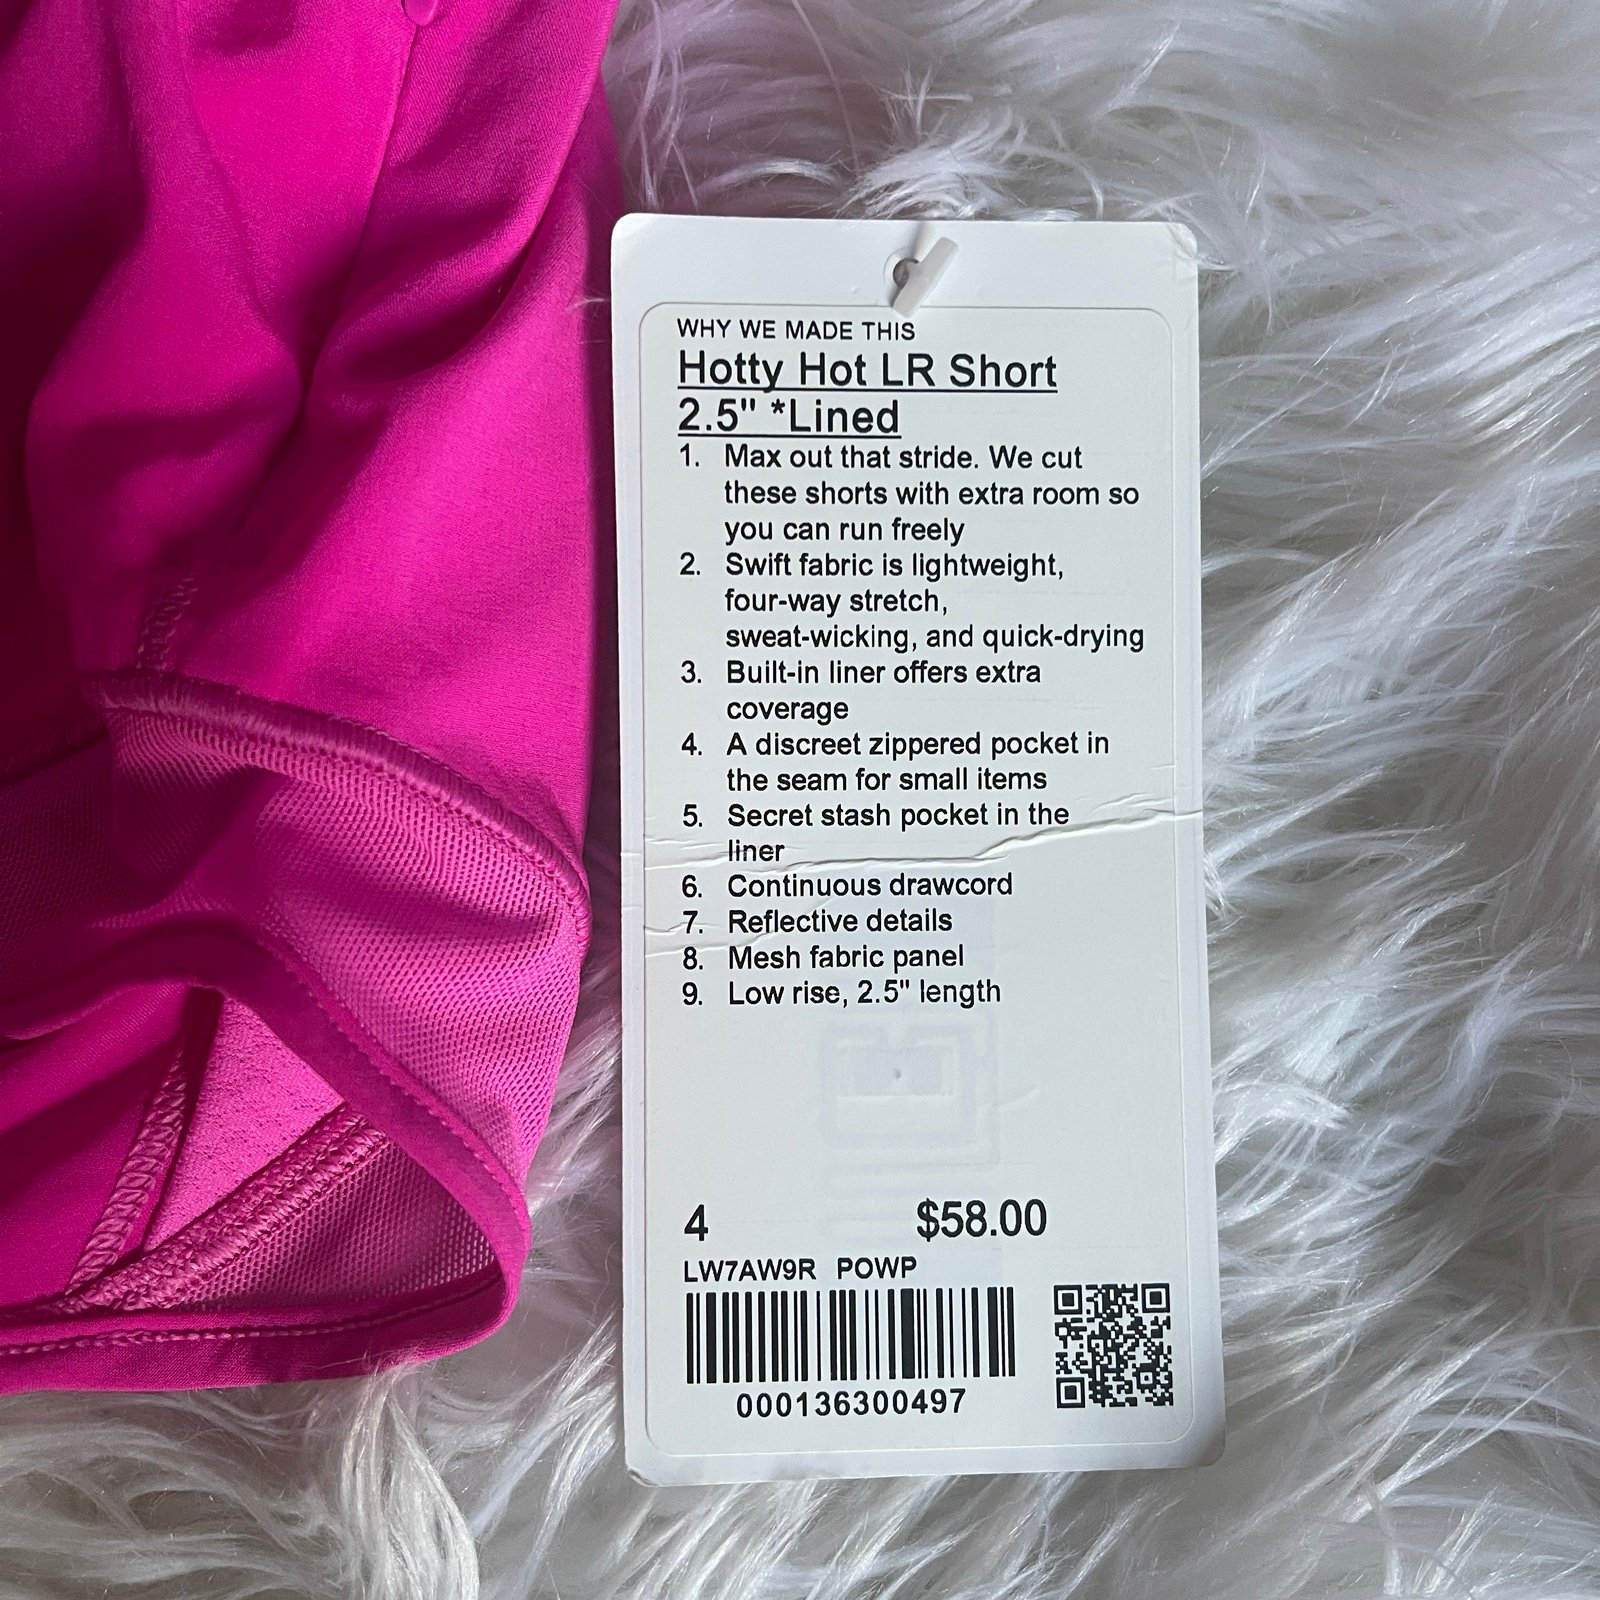 WHY WE MADE THIS
Hotty Hot LR Short
2.5" *Lined
1. Max out that stride. We cut
these shorts with extra room so
you can run freely
2. Swift fabric is lightweight,
four-way stretch,
sweat-wicking, and quick-drying
3. Built-in liner offers extra
coverage
4. A discreet zippered pocket in
the seam for small items
5. Secret stash pocket in the
liner
6. Continuous drawcord
7. Reflective details
8. Mesh fabric panel
9. Low rise, 2.5" length
4 $58.00
LW7AW9R POWP
000136300497